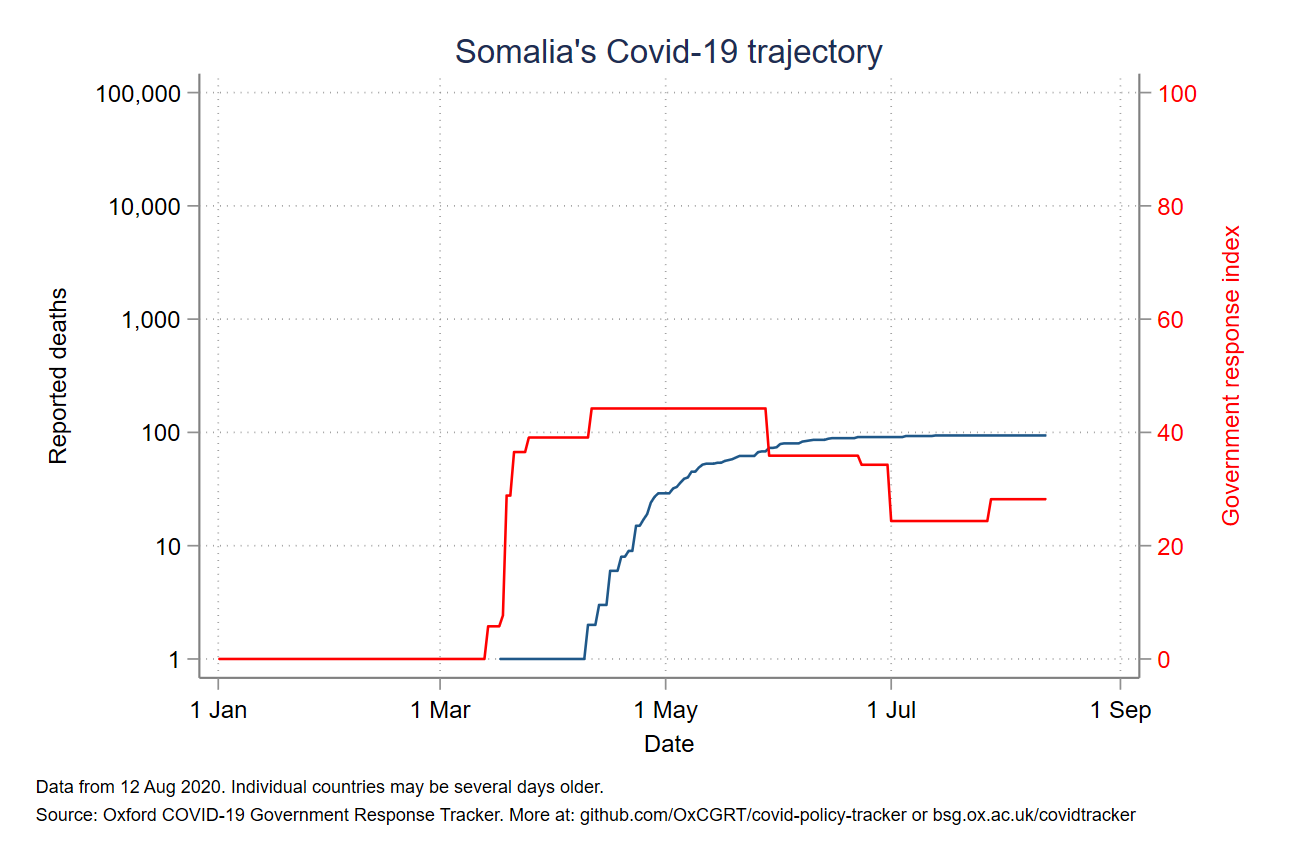 Somalia's Covid-19 trajectory
100,000
10,000
1,000
100
10
1
Reported deaths
100
80
60
40
20
0
Government response index
1 Jan
1 Mar
1 May
1 Jul
1 Sep
Date
Data from 12 Aug 2020. Individual countries may be several days older.
Source: Oxford COVID-19 Government Response Tracker. More at: github.com/OxCGRT/covid-policy-tracker or bsg.ox.ac.uk/covidtracker